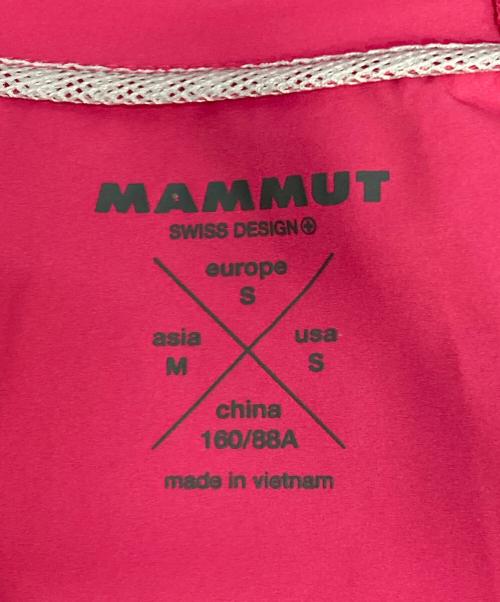 MAMMUT
SWISS DESIGN
europe
S
asia
M
usa
S
china
160/88A
made in vietnam